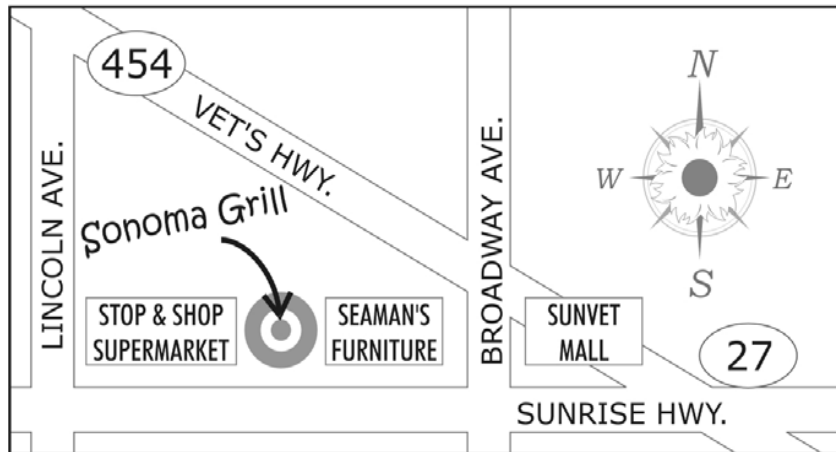 454
VET'S HWY.
N
W
E
S
LINCOLN AVE.
BROADWAY AVE.
Sonoma Grill
STOP & SHOP
SUPERMARKET
SEAMAN'S
FURNITURE
SUNVET
MALL
27
SUNRISE HWY.